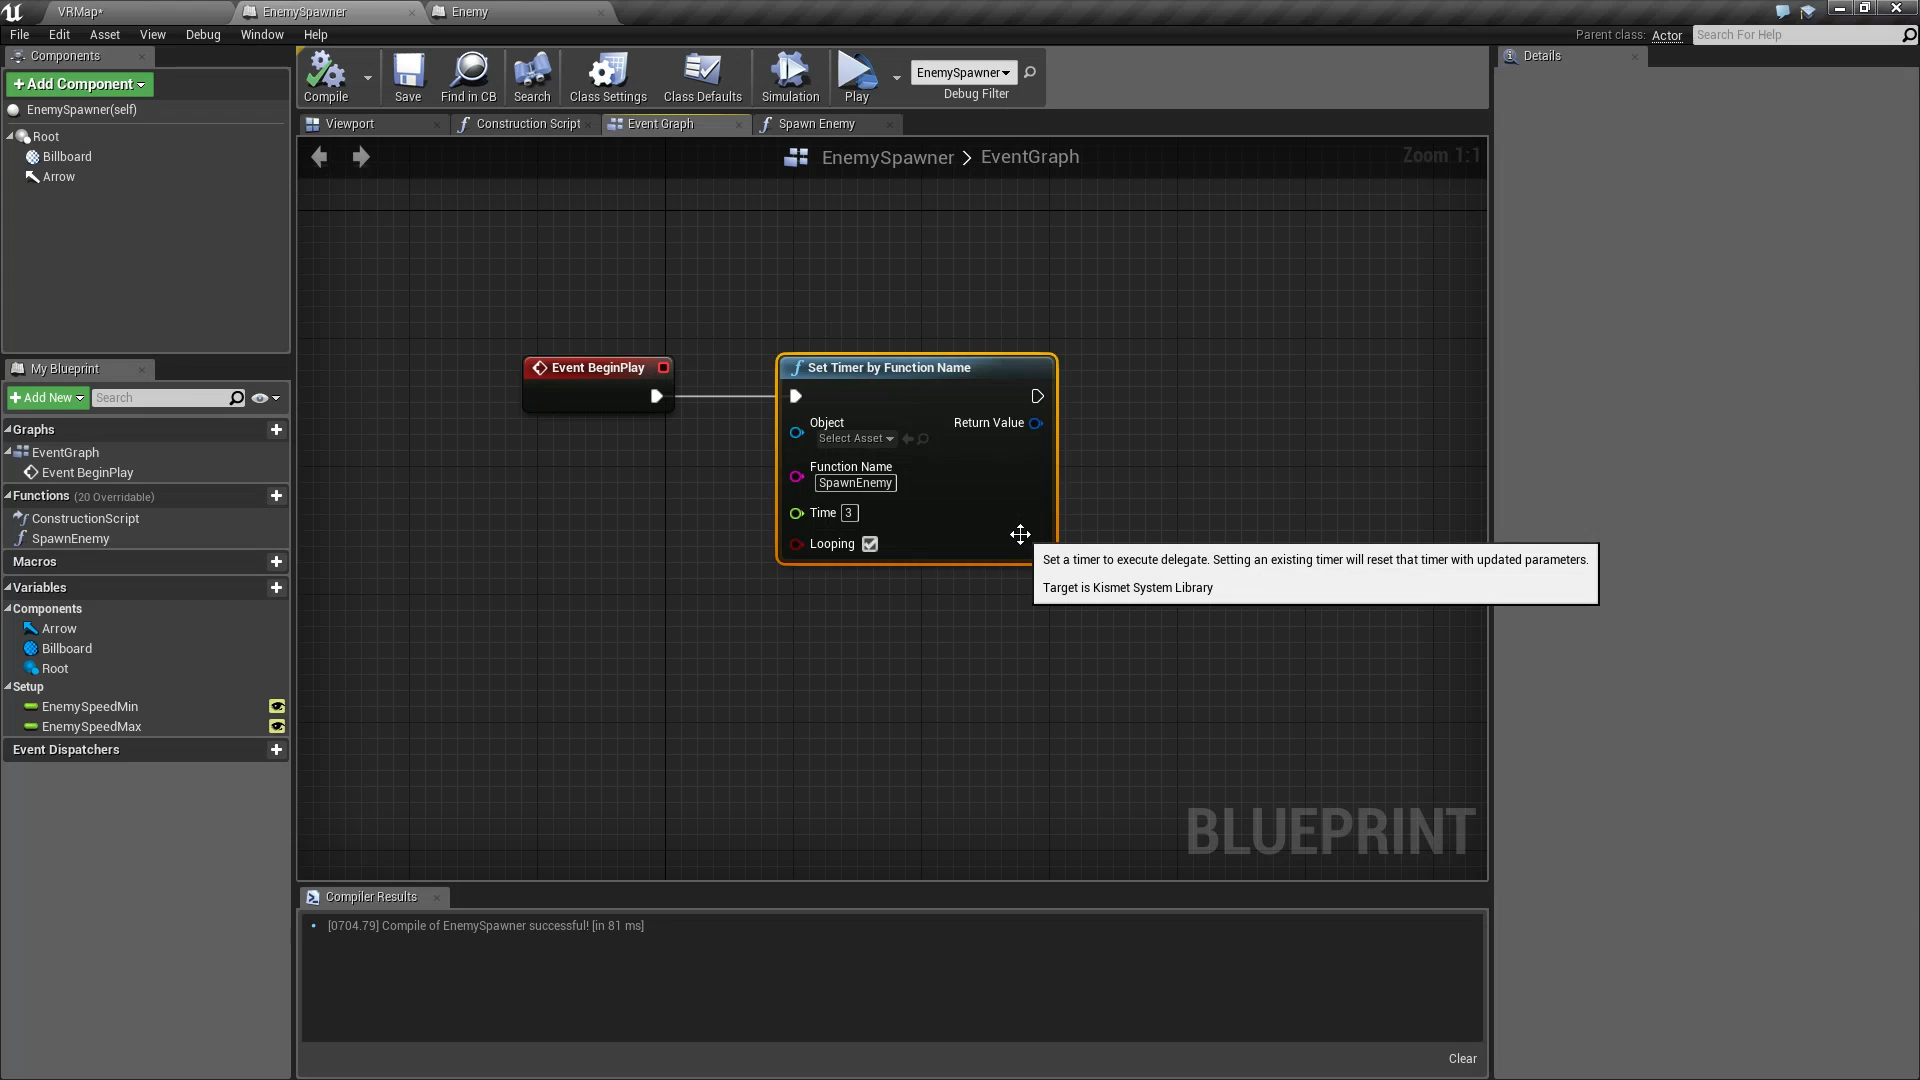 VRMap*
EnemySpawner
Enemy
File Edit Asset View Debug Window Help
Parent class: Actor
Search For Help
Components
Add Component
EnemySpawner(self)
Root
Billboard
Arrow
My Blueprint
Add New
Search
Graphs
EventGraph
Event BeginPlay
Functions (20 Overridable)
ConstructionScript
SpawnEnemy
Macros
Variables
Components
Arrow
Billboard
Root
Setup
EnemySpeedMin
EnemySpeedMax
Event Dispatchers
Compile
Save
Find in CB
Search
Class Settings
Class Defaults
Simulation
Play
EnemySpawner
Debug Filter
Viewport
Construction Script
Event Graph
Spawn Enemy
EnemySpawner > EventGraph
Zoom 1:1
Event BeginPlay
Set Timer by Function Name
Object
Select Asset
Return Value
Function Name
SpawnEnemy
Time 3
Looping
Set a timer to execute delegate. Setting an existing timer will reset that timer with updated parameters.
Target is Kismet System Library
BLUEPRINT
Compiler Results
[0704.79] Compile of EnemySpawner successful! [in 81 ms]
Clear
Details